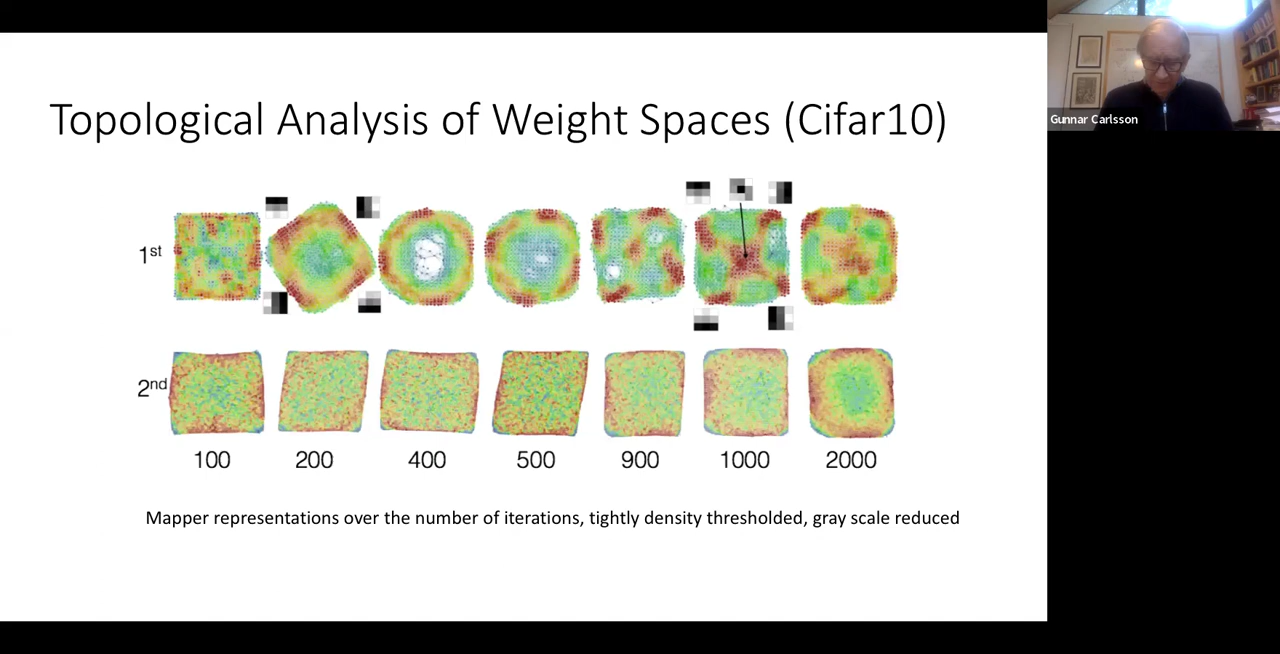 Topological Analysis of Weight Spaces (Cifar10)
Gunnar Carlsson
1st
2nd
100 200 400 500 900 1000 2000
Mapper representations over the number of iterations, tightly density thresholded, gray scale reduced